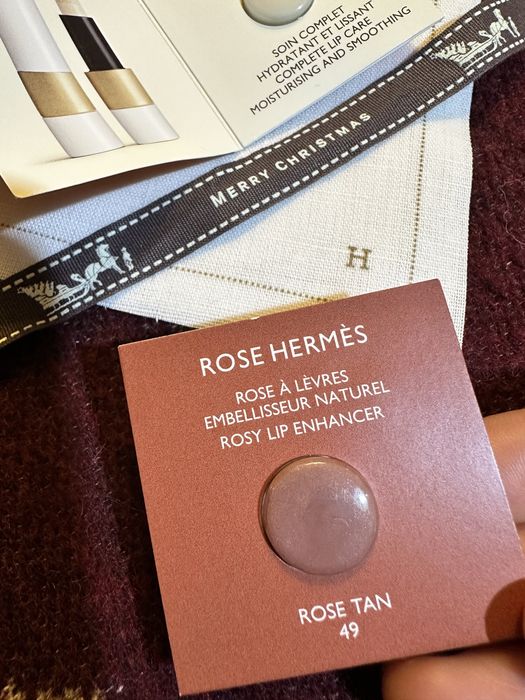 SOIN COMPLET
HYDRATANT ET LISSANT
COMPLETE LIP CARE
MOISTURISING AND SMOOTHING
MERRY CHRISTMAS
H
ROSE HERMÈS
ROSE À LÈVRES
EMBELLISSEUR NATUREL
ROSY LIP ENHANCER
ROSE TAN
49